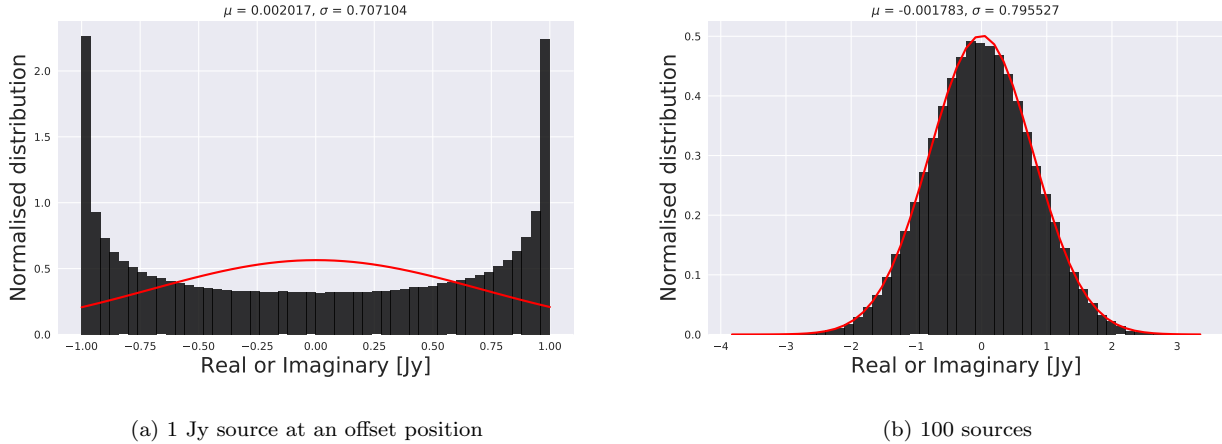 μ = 0.002017, σ = 0.707104
Normalised distribution
2.0
1.5
1.0
0.5
0.0
−1.00 −0.75 −0.50 −0.25 0.00 0.25 0.50 0.75 1.00
Real or Imaginary [Jy]
(a) 1 Jy source at an offset position
μ = -0.001783, σ = 0.795527
Normalised distribution
0.5
0.4
0.3
0.2
0.1
0.0
−4 −3 −2 −1 0 1 2 3
Real or Imaginary [Jy]
(b) 100 sources